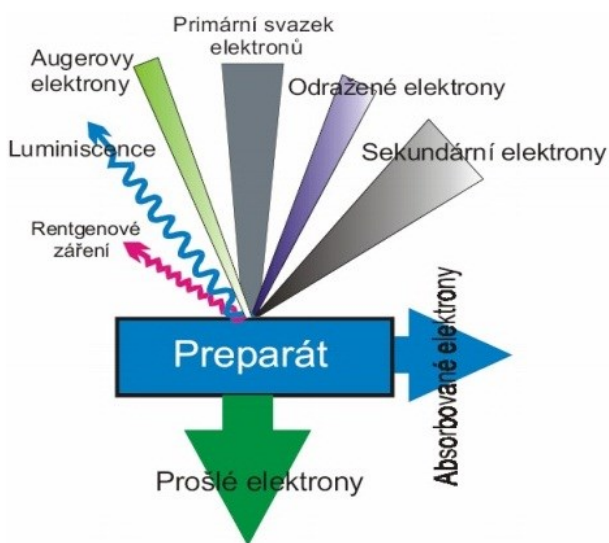 Primární svazek
elektronů
Augerovy
elektrony
Odražené elektrony
Luminiscence
Sekundární elektrony
Rentgenové
záření
Preparát
Absorbované elektrony
Prošlé elektrony